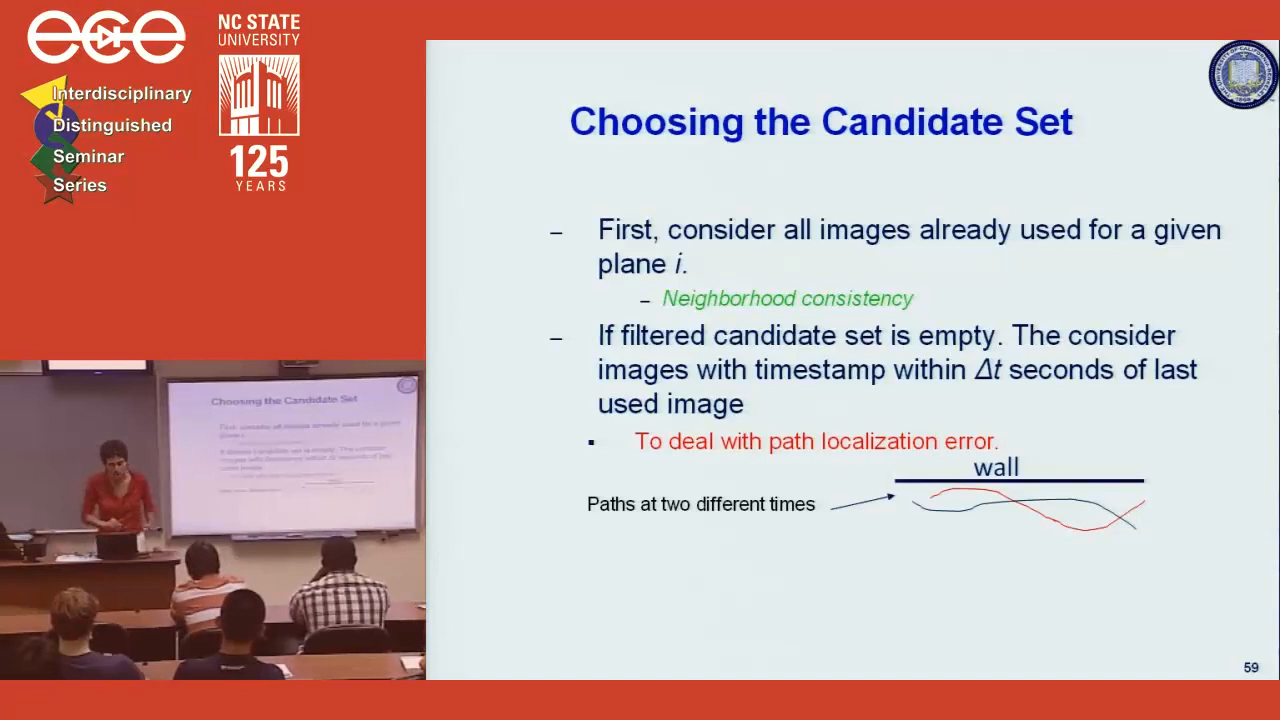 ece
NC STATE
UNIVERSITY
Interdisciplinary
Distinguished
Seminar
Series
125
YEARS
Choosing the Candidate Set
– First, consider all images already used for a given
plane i.
– Neighborhood consistency
– If filtered candidate set is empty. The consider
images with timestamp within Δt seconds of last
used image
▪ To deal with path localization error.
wall
Paths at two different times
59
Choosing the Candidate Set